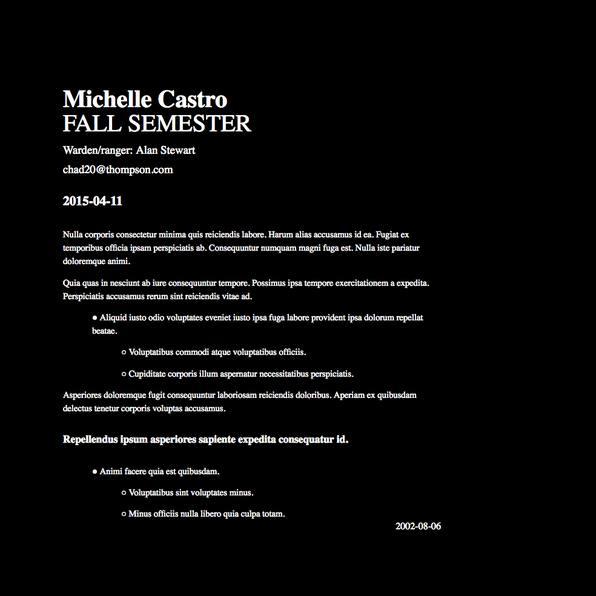 Michelle Castro
FALL SEMESTER
Warden/ranger: Alan Stewart
chad20@thompson.com
2015-04-11
Nulla corporis consectetur minima quis reiciendis labore. Harum alias accusamus id ea. Fugiat ex
temporibus officia ipsam perspiciatis ab. Consequuntur numquam magni fuga est. Nulla iste pariatur
doloremque animi.
Quia quas in nesciunt ab iure consequuntur tempore. Possimus ipsa tempore exercitationem a expedita.
Perspiciatis accusamus rerum sint reiciendis vitae ad.
● Aliquid iusto odio voluptates eveniet iusto ipsa fuga labore provident ipsa dolorum repellat
beatae.
○ Voluptatibus commodi atque voluptatibus officiis.
○ Cupiditate corporis illum aspernatur necessitatibus perspiciatis.
Asperiores doloremque fugit consequuntur laboriosam reiciendis doloribus. Aperiam ex quibusdam
delectus tenetur corporis voluptas accusamus.
Repellendus ipsum asperiores sapiente expedita consequatur id.
● Animi facere quia est quibusdam.
○ Voluptatibus sint voluptates minus.
○ Minus officiis nulla libero quia culpa totam.
2002-08-06